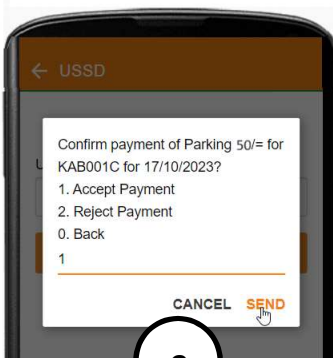 ← USSD
Confirm payment of Parking 50/= for
KAB001C for 17/10/2023?
1. Accept Payment
2. Reject Payment
0. Back
1
CANCEL SEND